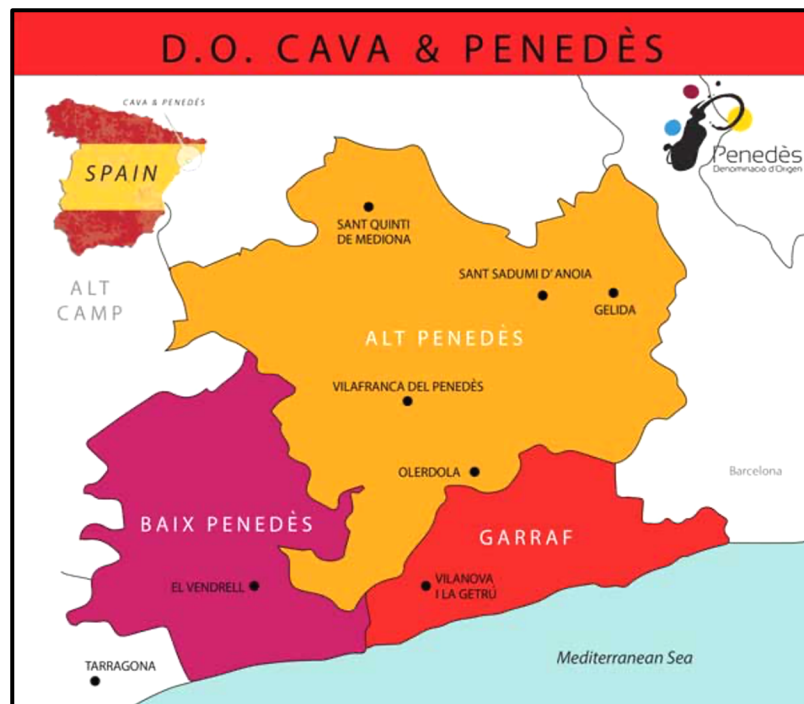 D.O. CAVA & PENEDÈS
CAVA & PENEDÈS
SPAIN
Penedès
Denominació d'Origen
ALT
CAMP
SANT QUINTI
DE MEDIONA
SANT SADUMI D' ANOIA
GELIDA
ALT PENEDÈS
VILAFRANCA DEL PENEDÈS
OLERDOLA
Barcelona
BAIX PENEDÈS
GARRAF
EL VENDRELL
VILANOVA
I LA GETRÚ
Mediterranean Sea
TARRAGONA